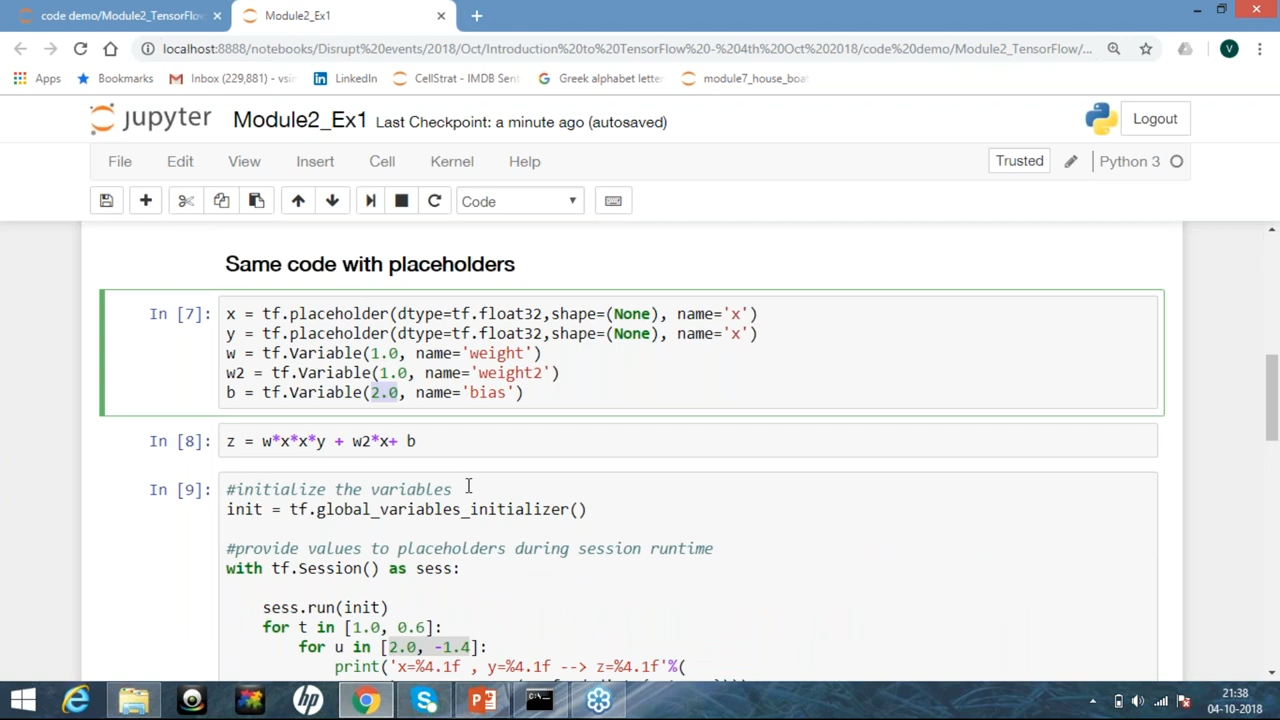 code demo/Module2_TensorFlow
Module2_Ex1
localhost:8888/notebooks/Disrupt%20events/2018/Oct/Introduction%20to%20TensorFlow%20-%204th%20Oct%202018/code%20demo/Module2_TensorFlow/...
V
Apps Bookmarks Inbox (229,881) - vsin LinkedIn CellStrat - IMDB Sent Greek alphabet letter module7_house_bo
jupyter Module2_Ex1 Last Checkpoint: a minute ago (autosaved) Logout
File Edit View Insert Cell Kernel Help Trusted Python 3
Code
Same code with placeholders
In [7]: x = tf.placeholder(dtype=tf.float32,shape=(None), name='x')
y = tf.placeholder(dtype=tf.float32,shape=(None), name='x')
w = tf.Variable(1.0, name='weight')
w2 = tf.Variable(1.0, name='weight2')
b = tf.Variable(2.0, name='bias')
In [8]: z = w*x*x*y + w2*x+ b
In [9]: #initialize the variables
init = tf.global_variables_initializer()
#provide values to placeholders during session runtime
with tf.Session() as sess:
sess.run(init)
for t in [1.0, 0.6]:
for u in [2.0, -1.4]:
print('x=%4.1f , y=%4.1f --> z=%4.1f'%(
hp
21:38
04-10-2018